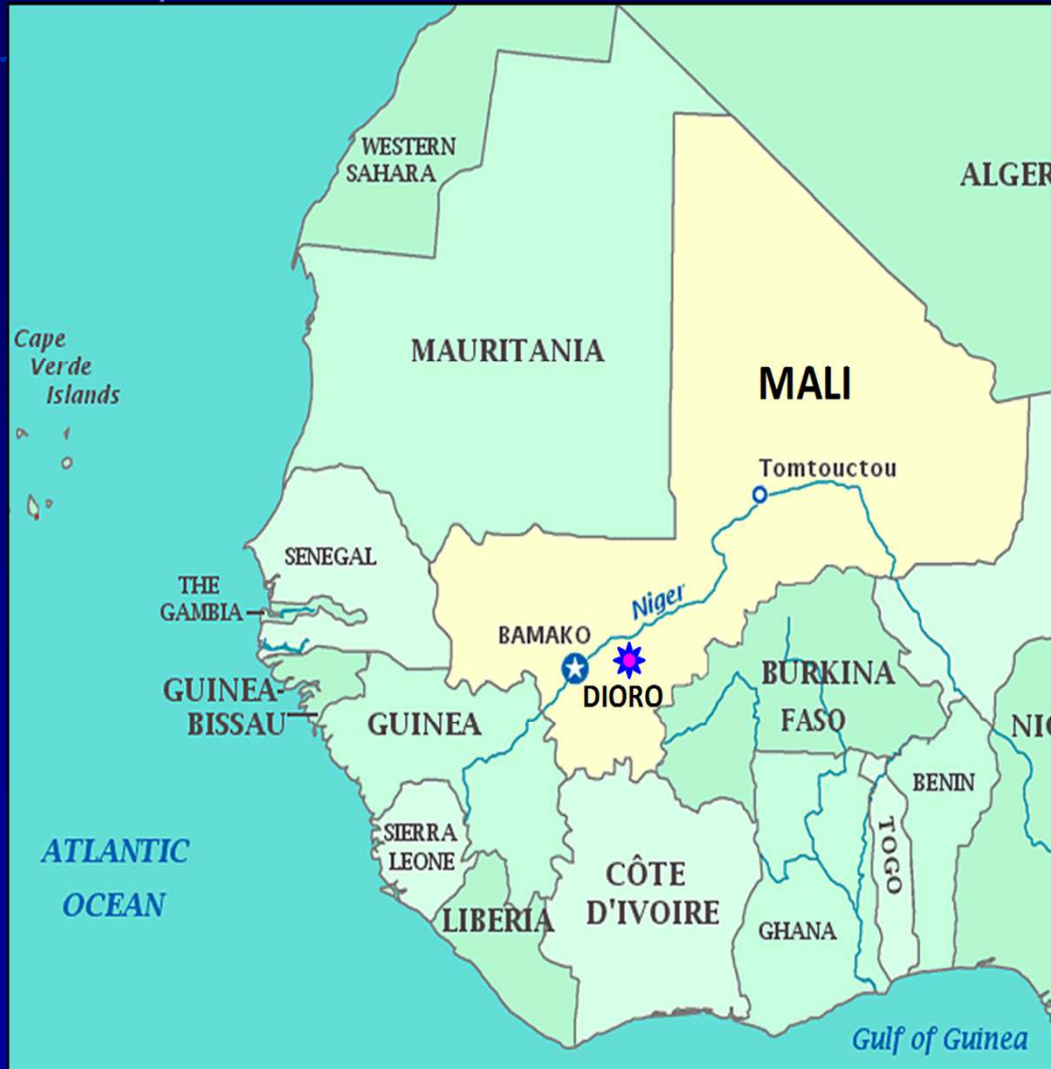 WESTERN
SAHARA
ALGER
MAURITANIA
Cape
Verde
Islands
MALI
Tomtouctou
SENEGAL
THE
GAMBIA
Niger
BAMAKO
DIORO
BURKINA
FASO
GUINEA-
BISSAU
GUINEA
NIG
BENIN
SIERRA
LEONE
TOGO
ATLANTIC
OCEAN
CÔTE
D'IVOIRE
LIBERIA
GHANA
Gulf of Guinea